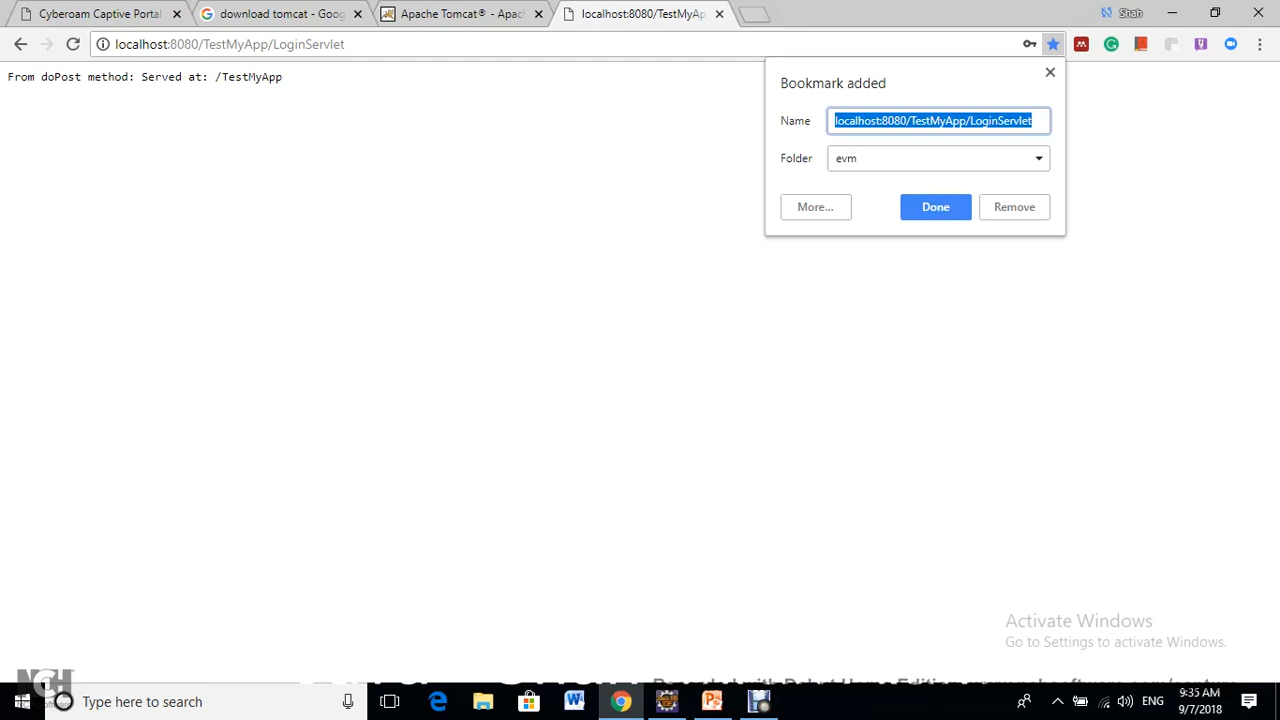 Cyberoam Captive Portal
download tomcat - Goog
Apache Tomcat® - Apac
localhost:8080/TestMyAp
Shah
localhost:8080/TestMyApp/LoginServlet
From doPost method: Served at: /TestMyApp
Bookmark added
Name
localhost:8080/TestMyApp/LoginServlet
Folder
evm
More...
Done
Remove
Activate Windows
Go to Settings to activate Windows.
NCH
Type here to search
ENG
9:35 AM
9/7/2018